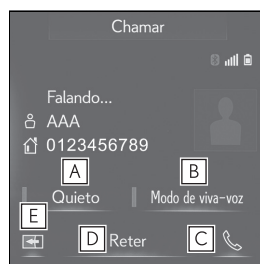 Chamar
Falando...
AAA
0123456789
A
B
Quieto
Modo de viva-voz
E
D
Reter
C